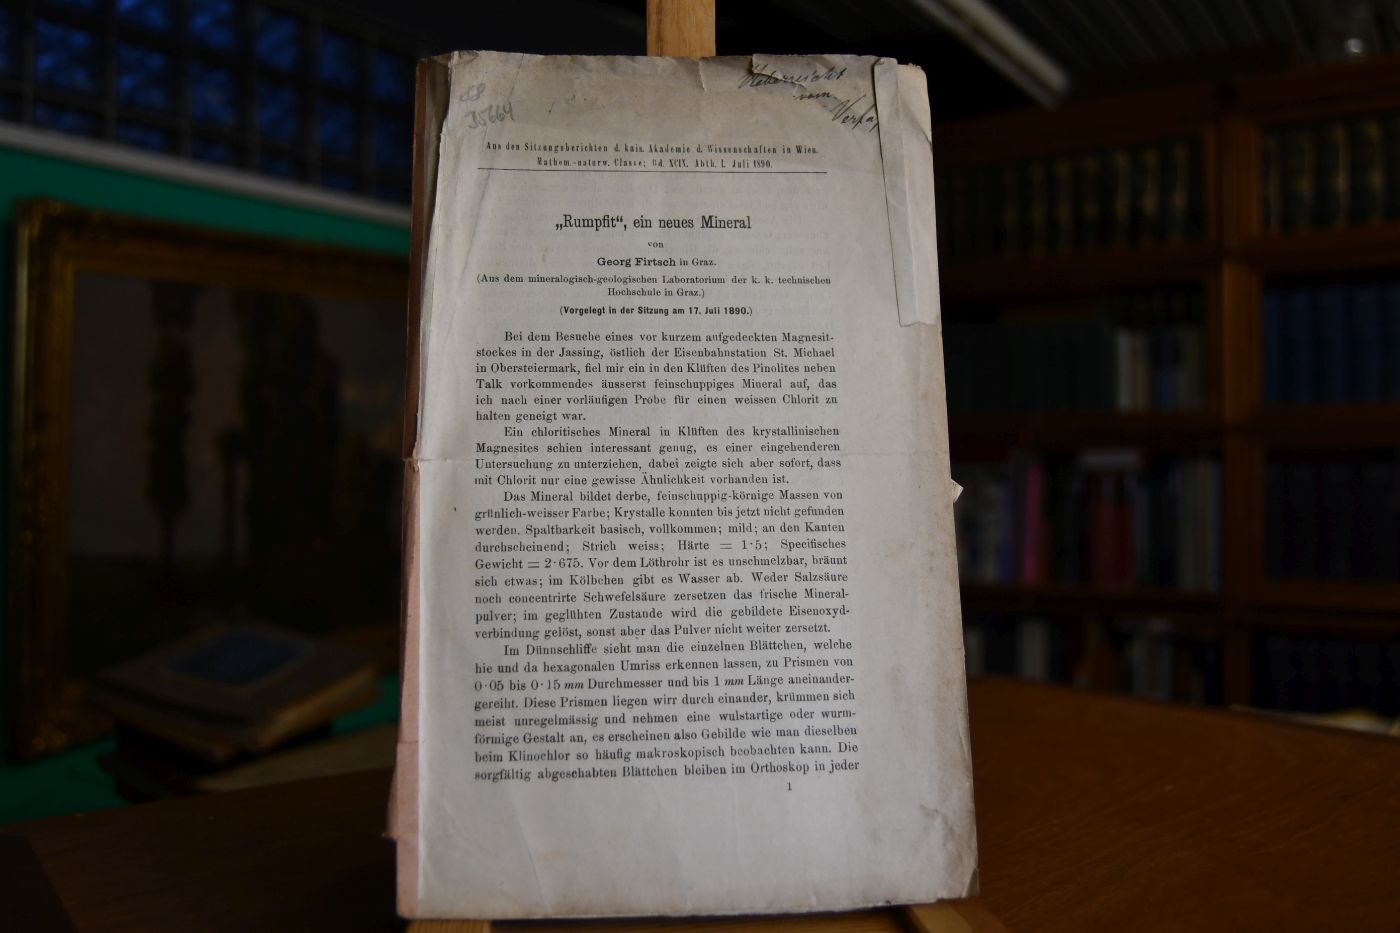 38
35664
Ueberreicht
vom
Verfas
Aus den Sitzungsberichten d. kais. Akademie d. Wissenschaften in Wien.
Mathem.-naturw. Classe; Bd. XCIX. Abth. I. Juli 1890.
„Rumpfit“, ein neues Mineral
von
Georg Firtsch in Graz.
(Aus dem mineralogisch-geologischen Laboratorium der k. k. technischen
Hochschule in Graz.)
(Vorgelegt in der Sitzung am 17. Juli 1890.)
Bei dem Besuche eines vor kurzem aufgedeckten Magnesit-
stockes in der Jassing, östlich der Eisenbahnstation St. Michael
in Obersteiermark, fiel mir ein in den Klüften des Pinolites neben
Talk vorkommendes äusserst feinschuppiges Mineral auf, das
ich nach einer vorläufigen Probe für einen weissen Chlorit zu
halten geneigt war.
Ein chloritisches Mineral in Klüften des krystallinischen
Magnesites schien interessant genug, es einer eingehenderen
Untersuchung zu unterziehen, dabei zeigte sich aber sofort, dass
mit Chlorit nur eine gewisse Ähnlichkeit vorhanden ist.
Das Mineral bildet derbe, feinschuppig-körnige Massen von
grünlich-weisser Farbe; Krystalle konnten bis jetzt nicht gefunden
werden. Spaltbarkeit basisch, vollkommen; mild; an den Kanten
durchscheinend; Strich weiss; Härte = 1·5; Specifisches
Gewicht = 2·675. Vor dem Löthrohr ist es unschmelzbar, bräunt
sich etwas; im Kölbchen gibt es Wasser ab. Weder Salzsäure
noch concentrirte Schwefelsäure zersetzen das frische Mineral-
pulver; im geglühten Zustande wird die gebildete Eisenoxyd-
verbindung gelöst, sonst aber das Pulver nicht weiter zersetzt.
Im Dünnschliffe sieht man die einzelnen Blättchen, welche
hie und da hexagonalen Umriss erkennen lassen, zu Prismen von
0·05 bis 0·15 mm Durchmesser und bis 1 mm Länge aneinander-
gereiht. Diese Prismen liegen wirr durch einander, krümmen sich
meist unregelmässig und nehmen eine wulstartige oder wurm-
förmige Gestalt an, es erscheinen also Gebilde wie man dieselben
beim Klinochlor so häufig makroskopisch beobachten kann. Die
sorgfältig abgeschabten Blättchen bleiben im Orthoskop in jeder
1